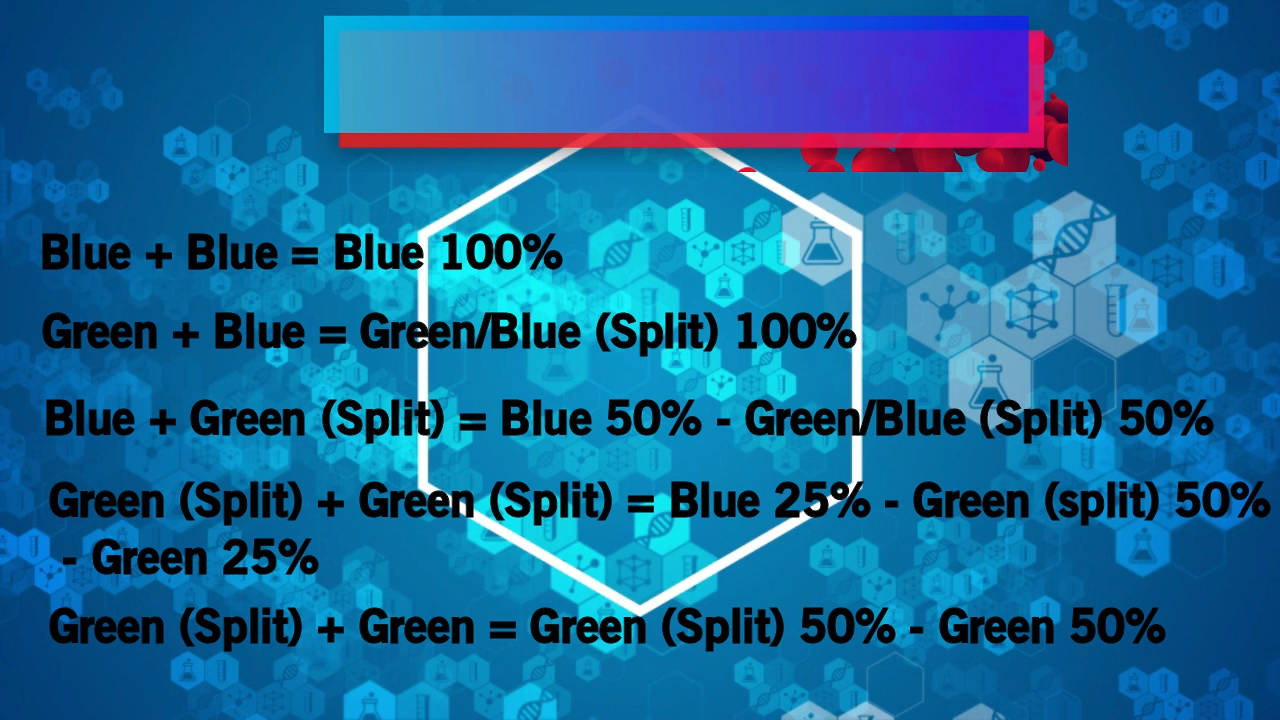 Blue + Blue = Blue 100%
Green + Blue = Green/Blue (Split) 100%
Blue + Green (Split) = Blue 50% - Green/Blue (Split) 50%
Green (Split) + Green (Split) = Blue 25% - Green (split) 50%
- Green 25%
Green (Split) + Green = Green (Split) 50% - Green 50%